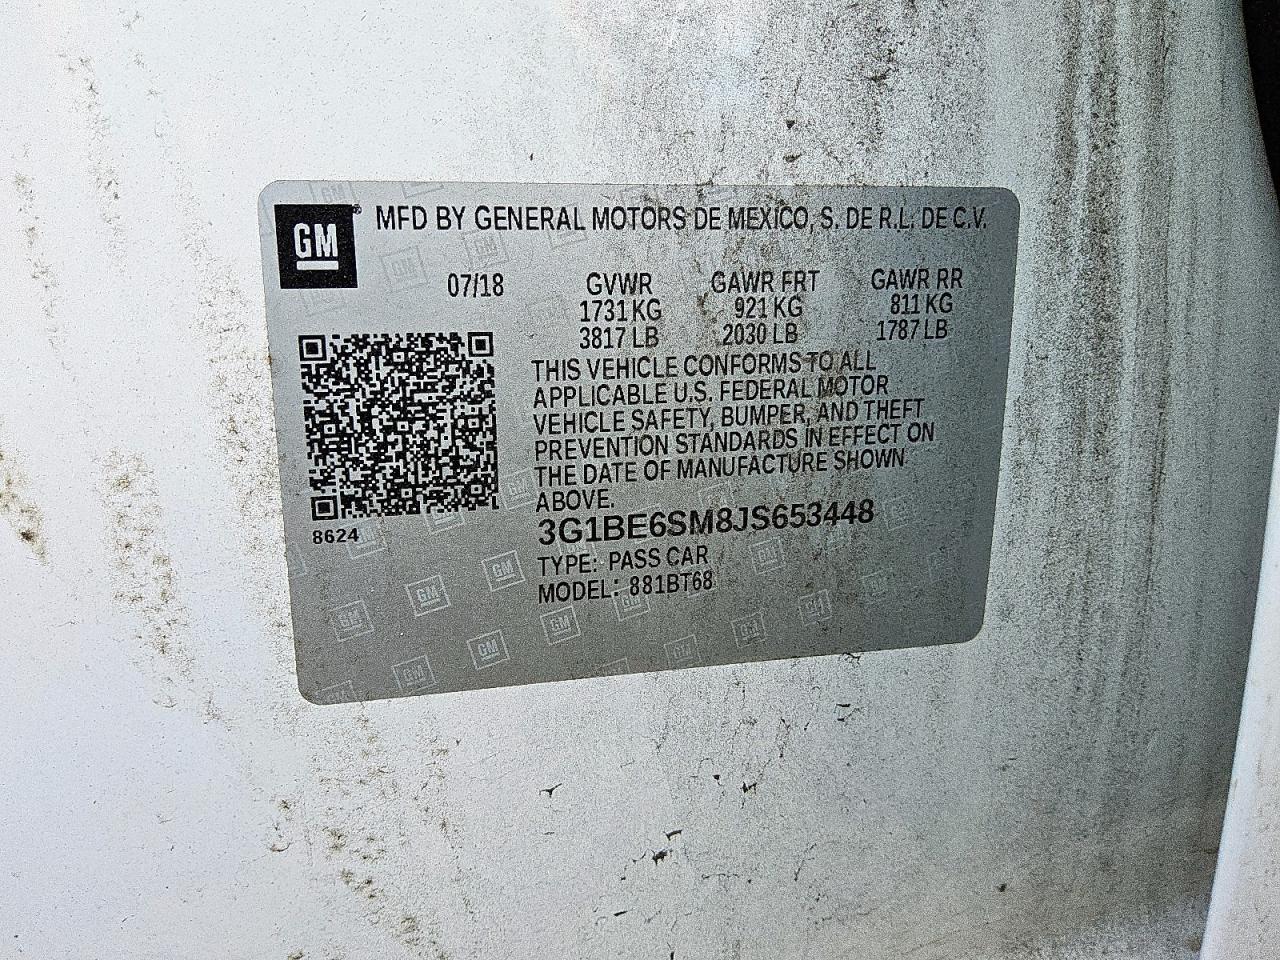 GM® MFD BY GENERAL MOTORS DE MEXICO, S. DE R.L. DE C.V.
07/18 GVWR GAWR FRT GAWR RR
1731 KG 921 KG 811 KG
3817 LB 2030 LB 1787 LB
THIS VEHICLE CONFORMS TO ALL
APPLICABLE U.S. FEDERAL MOTOR
VEHICLE SAFETY, BUMPER, AND THEFT
PREVENTION STANDARDS IN EFFECT ON
THE DATE OF MANUFACTURE SHOWN
ABOVE.
8624
3G1BE6SM8JS653448
TYPE: PASS CAR
MODEL: 881BT68